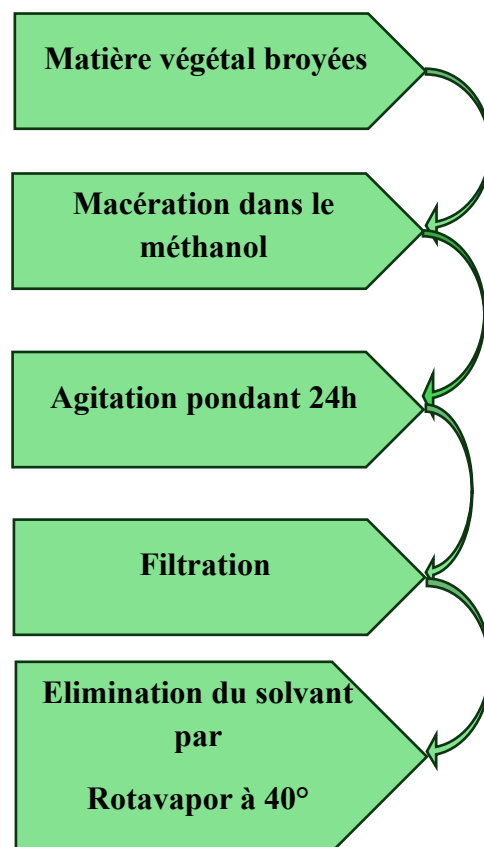 Matière végétal broyées
Macération dans le
méthanol
Agitation pondant 24h
Filtration
Elimination du solvant
par
Rotavapor à 40°